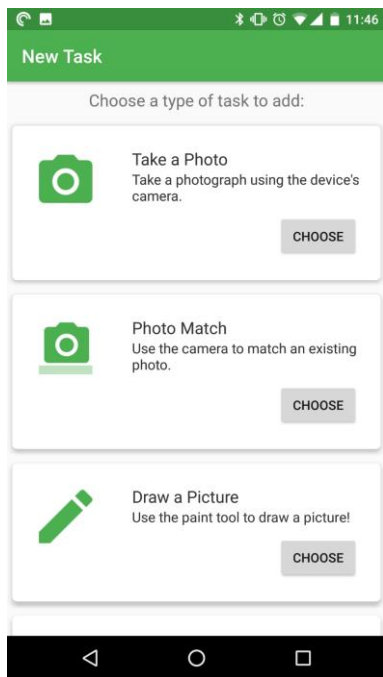 11:46
New Task
Choose a type of task to add:
Take a Photo
Take a photograph using the device's
camera.
CHOOSE
Photo Match
Use the camera to match an existing
photo.
CHOOSE
Draw a Picture
Use the paint tool to draw a picture!
CHOOSE